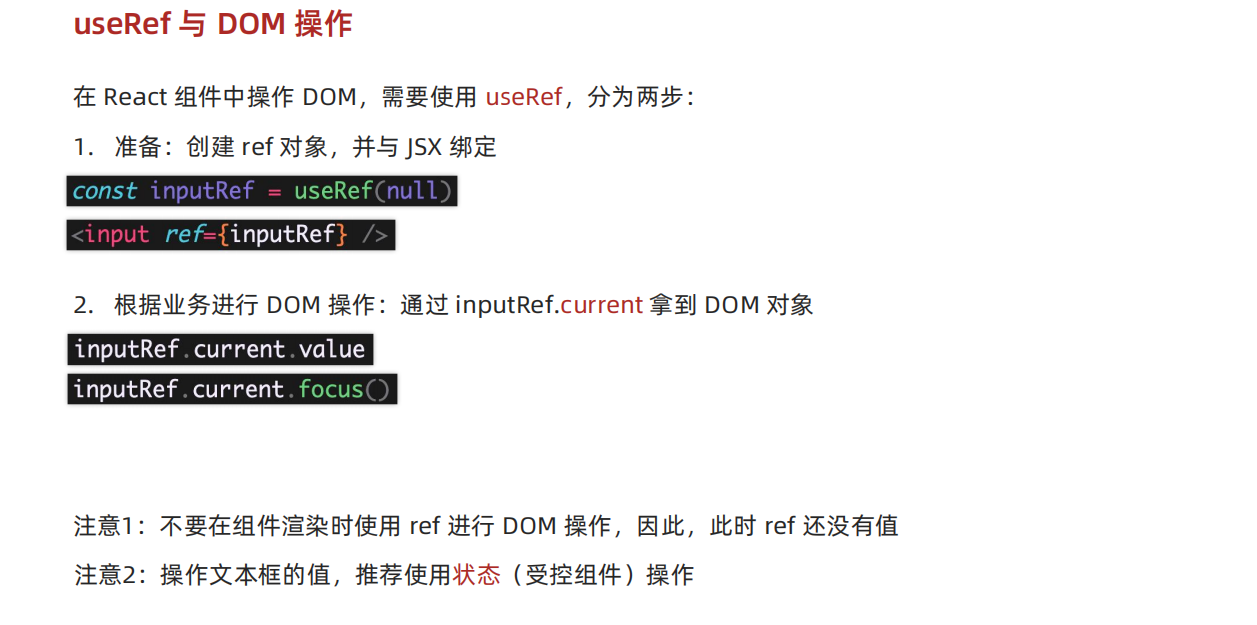 useRef 与 DOM 操作
在 React 组件中操作 DOM，需要使用 useRef，分为两步：
1. 准备：创建 ref 对象，并与 JSX 绑定
const inputRef = useRef(null)
<input ref={inputRef} />
2. 根据业务进行 DOM 操作：通过 inputRef.current 拿到 DOM 对象
inputRef.current.value
inputRef.current.focus()
注意1：不要在组件渲染时使用 ref 进行 DOM 操作，因此，此时 ref 还没有值
注意2：操作文本框的值，推荐使用状态（受控组件）操作